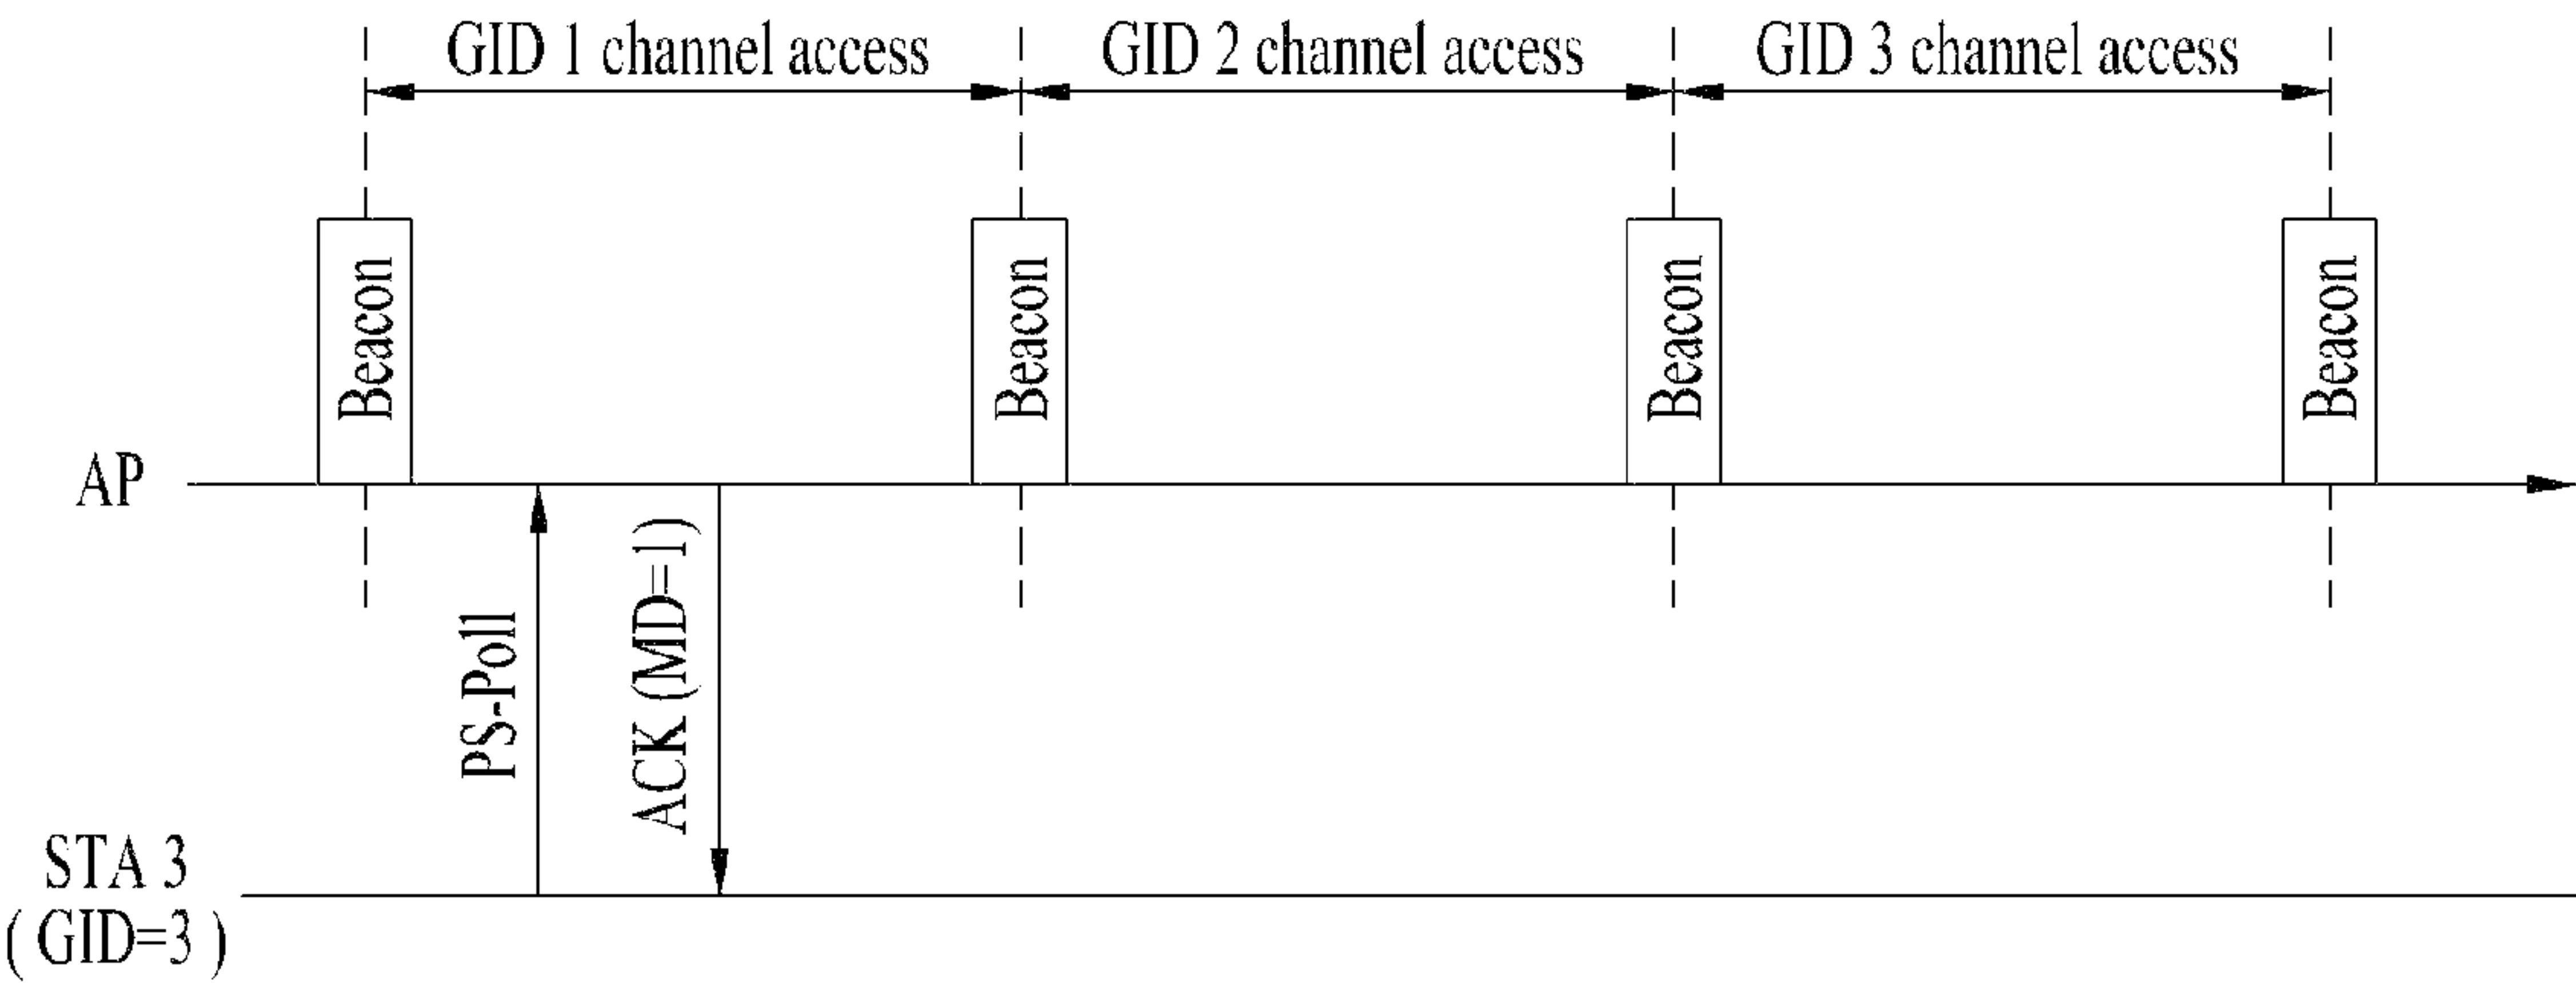 GID 1 channel access
GID 2 channel access
GID 3 channel access
Beacon
Beacon
Beacon
Beacon
AP
PS-Poll
ACK (MD=1)
STA 3
( GID=3 )